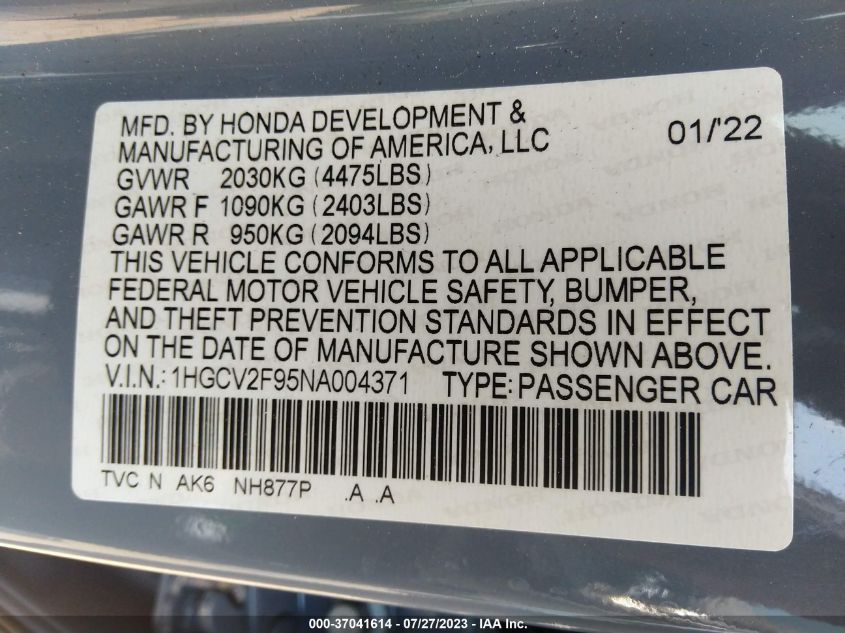 MFD. BY HONDA DEVELOPMENT &
MANUFACTURING OF AMERICA, LLC 01/'22
GVWR 2030KG (4475LBS)
GAWR F 1090KG (2403LBS)
GAWR R 950KG (2094LBS)
THIS VEHICLE CONFORMS TO ALL APPLICABLE
FEDERAL MOTOR VEHICLE SAFETY, BUMPER,
AND THEFT PREVENTION STANDARDS IN EFFECT
ON THE DATE OF MANUFACTURE SHOWN ABOVE.
V.I.N.: 1HGCV2F95NA004371 TYPE: PASSENGER CAR
TVC N AK6 NH877P .A .A
000-37041614 / 07/27/2023 - IAA Inc.